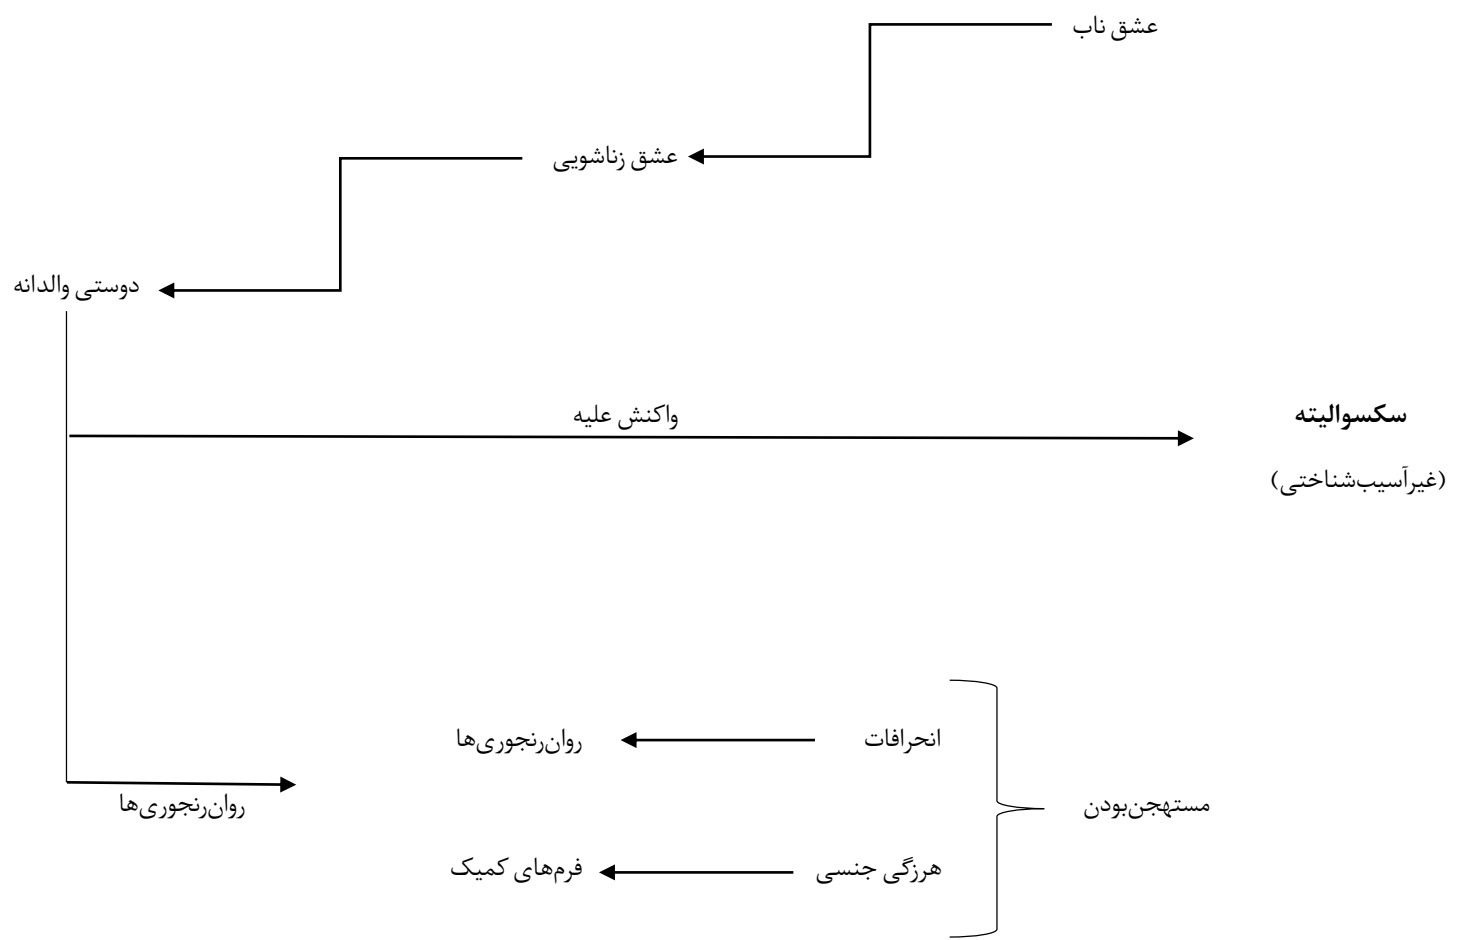 عشق ناب
عشق زناشویی
دوستی والدانه
واکنش علیه
سکسوالیته
(غیرآسیب‌شناختی)
انحرافات
روان‌رنجوری‌ها
مستهجن‌بودن
روان‌رنجوری‌ها
هرزگی جنسی
فرم‌های کمیک